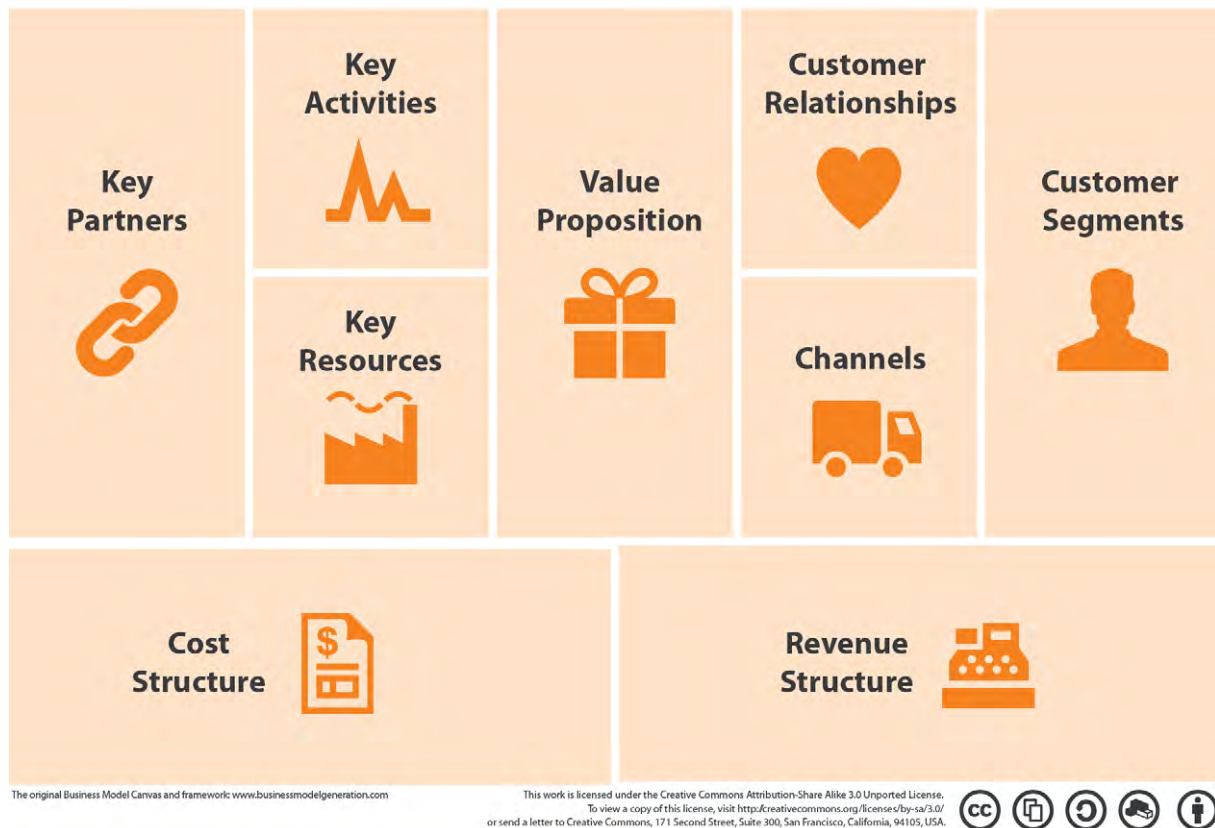 Key
Partners
Key
Activities
Key
Resources
Value
Proposition
Customer
Relationships
Channels
Customer
Segments
Cost
Structure
$
Revenue
Structure
The original Business Model Canvas and framework: www.businessmodelgeneration.com
This work is licensed under the Creative Commons Attribution-Share Alike 3.0 Unported License.
To view a copy of this license, visit http://creativecommons.org/licenses/by-sa/3.0/
or send a letter to Creative Commons, 171 Second Street, Suite 300, San Francisco, California, 94105, USA.
cc